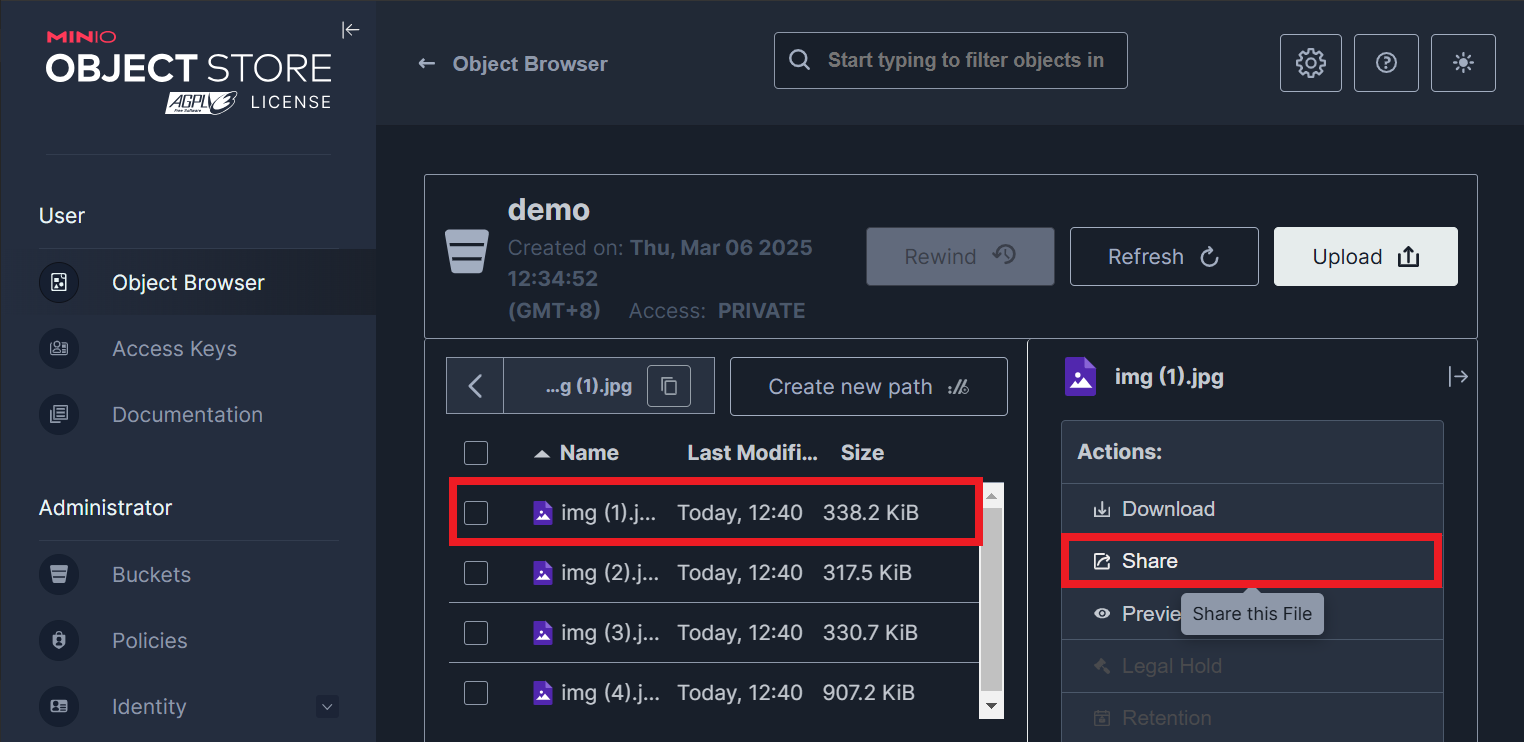 MINIO
OBJECT STORE
AGPL v3 LICENSE
Free Software
User
Object Browser
Access Keys
Documentation
Administrator
Buckets
Policies
Identity
← Object Browser
Start typing to filter objects in
demo
Created on: Thu, Mar 06 2025
12:34:52
(GMT+8) Access: PRIVATE
Rewind
Refresh
Upload
...g (1).jpg
Create new path
Name Last Modifi... Size
img (1).j... Today, 12:40 338.2 KiB
img (2).j... Today, 12:40 317.5 KiB
img (3).j... Today, 12:40 330.7 KiB
img (4).j... Today, 12:40 907.2 KiB
img (1).jpg
Actions:
Download
Share
Previe
Share this File
Legal Hold
Retention